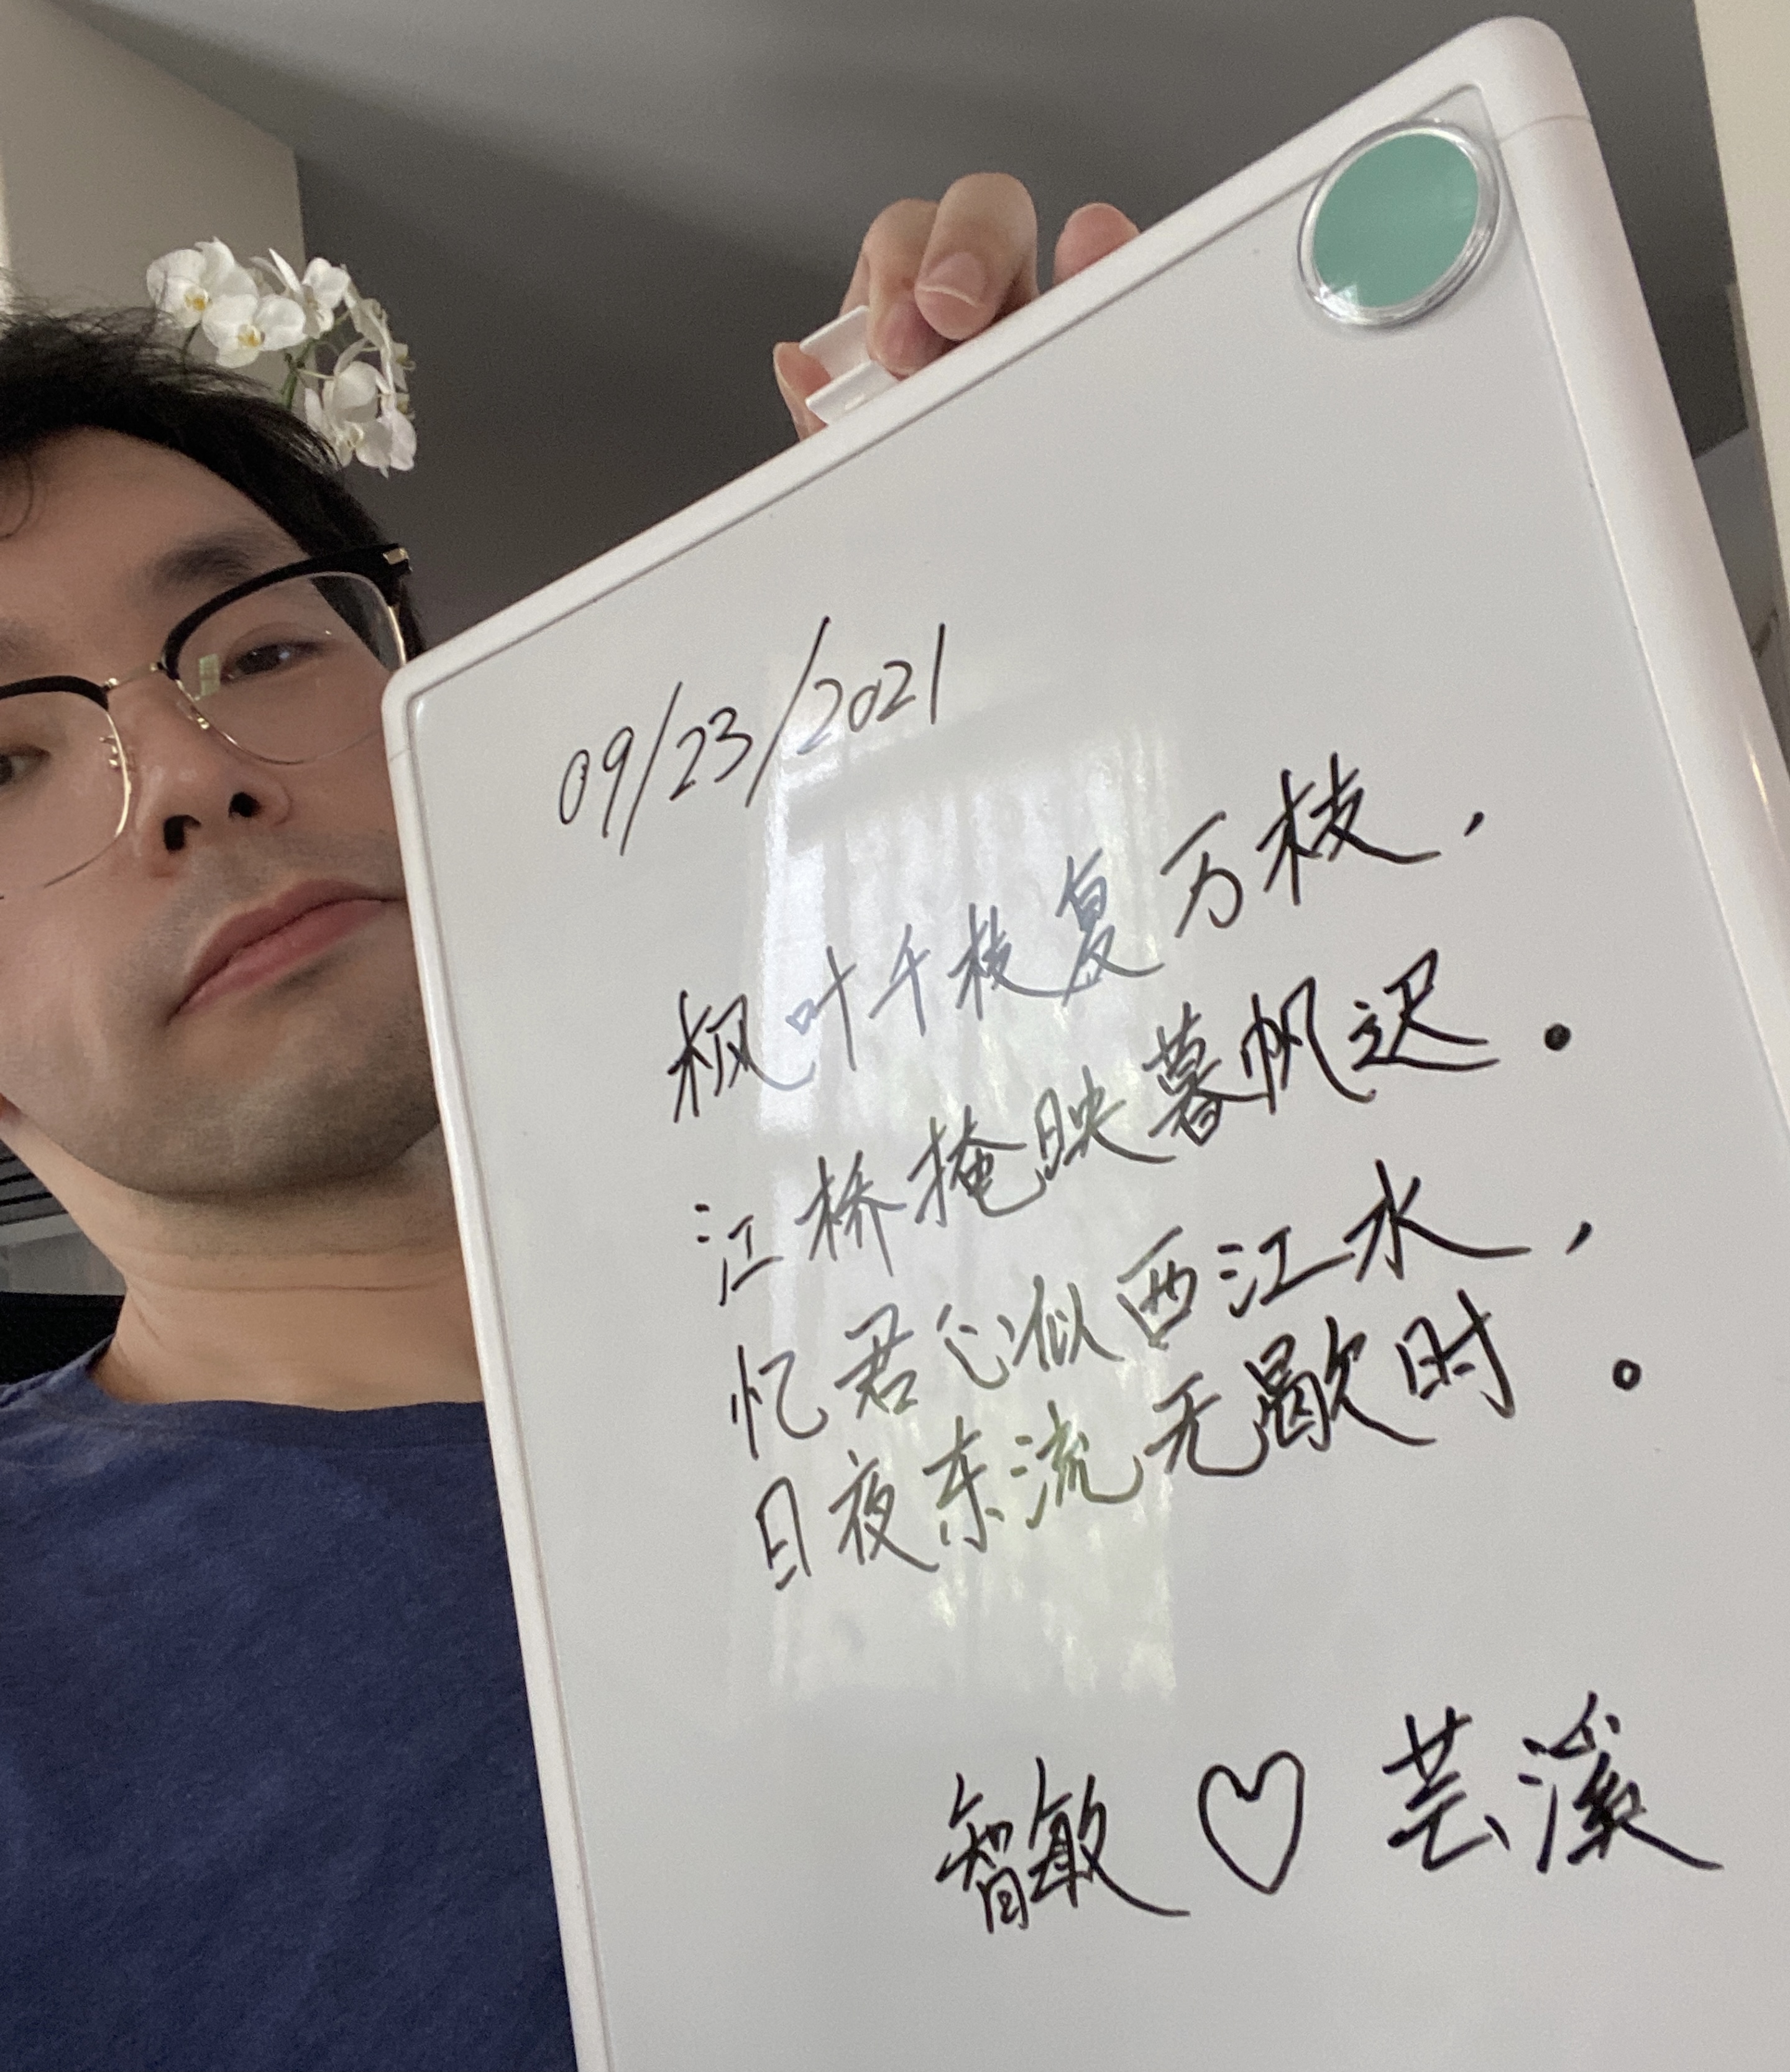 09/23/2021
枫叶千枝复万枝，
江桥掩映暮帆迟。
忆君心似西江水，
日夜东流无歇时。
智敏♡芸溪